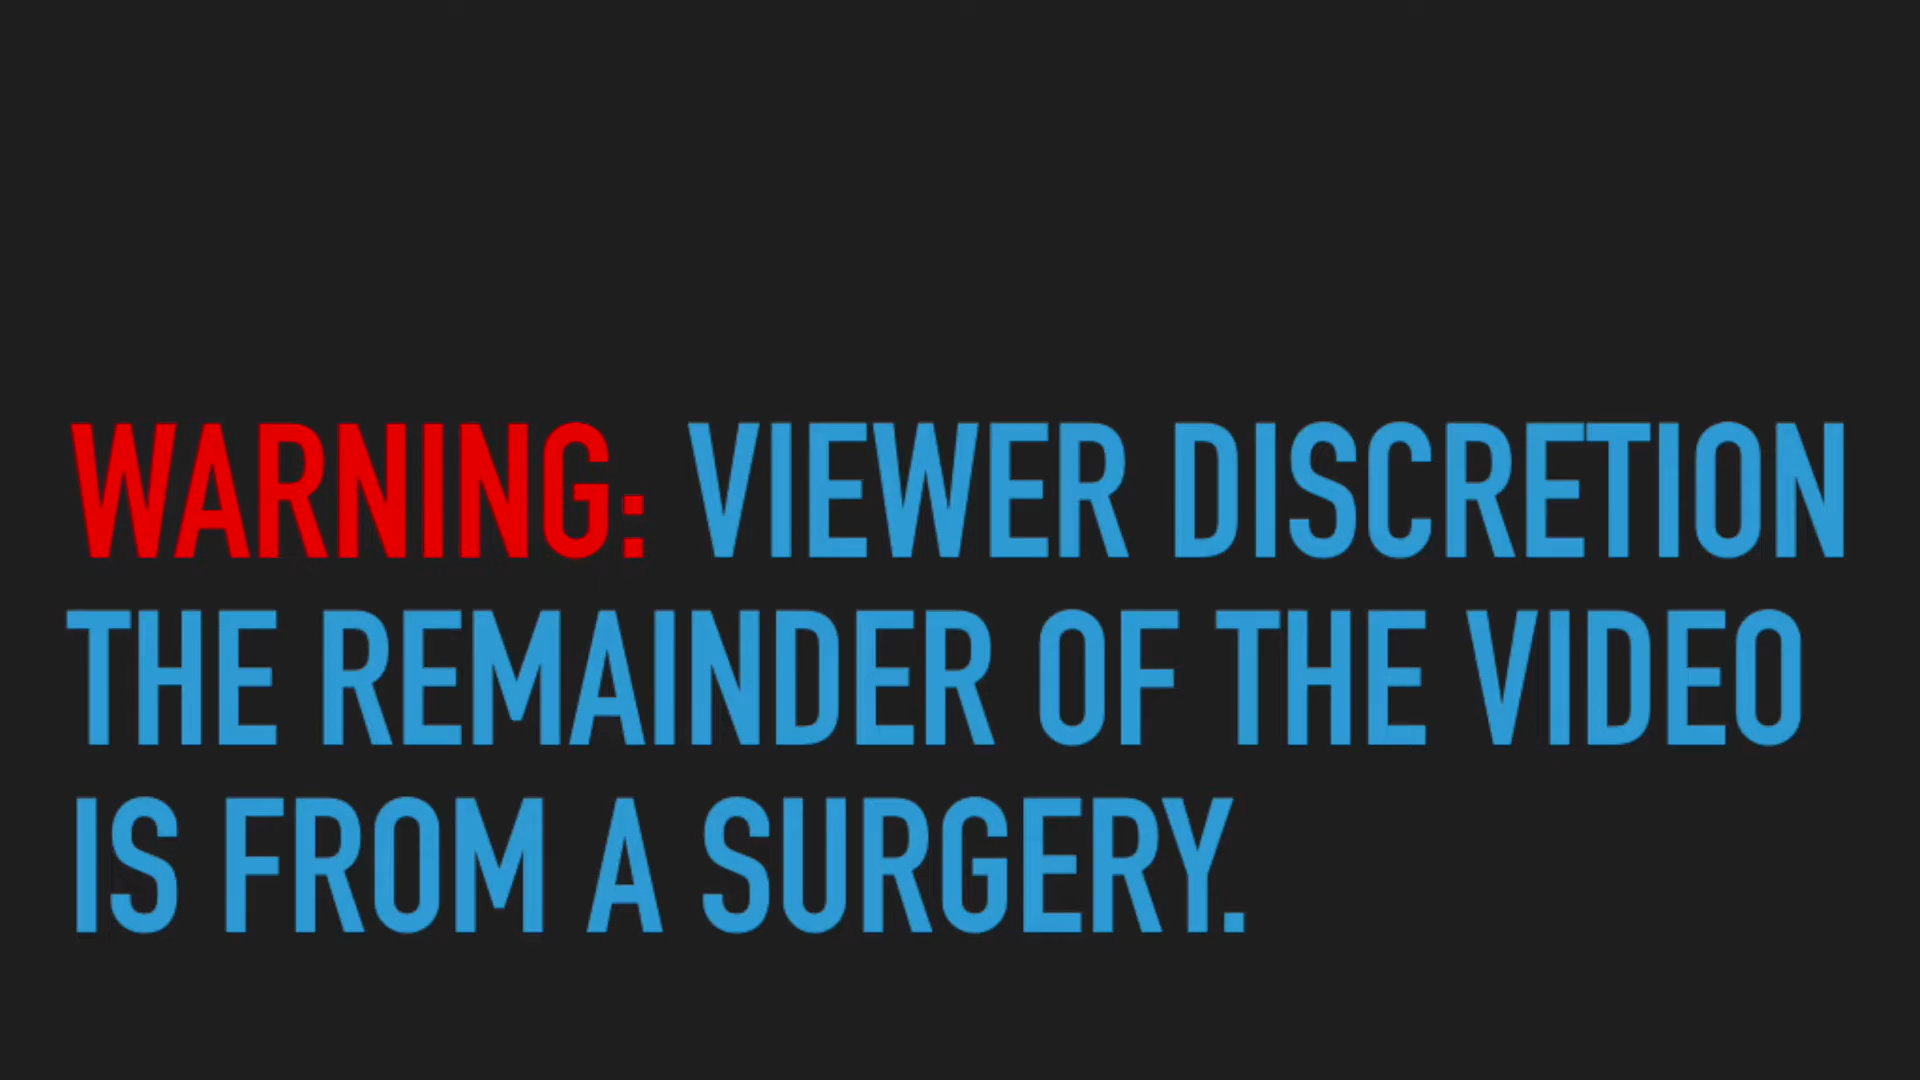 WARNING: VIEWER DISCRETION
THE REMAINDER OF THE VIDEO
IS FROM A SURGERY.